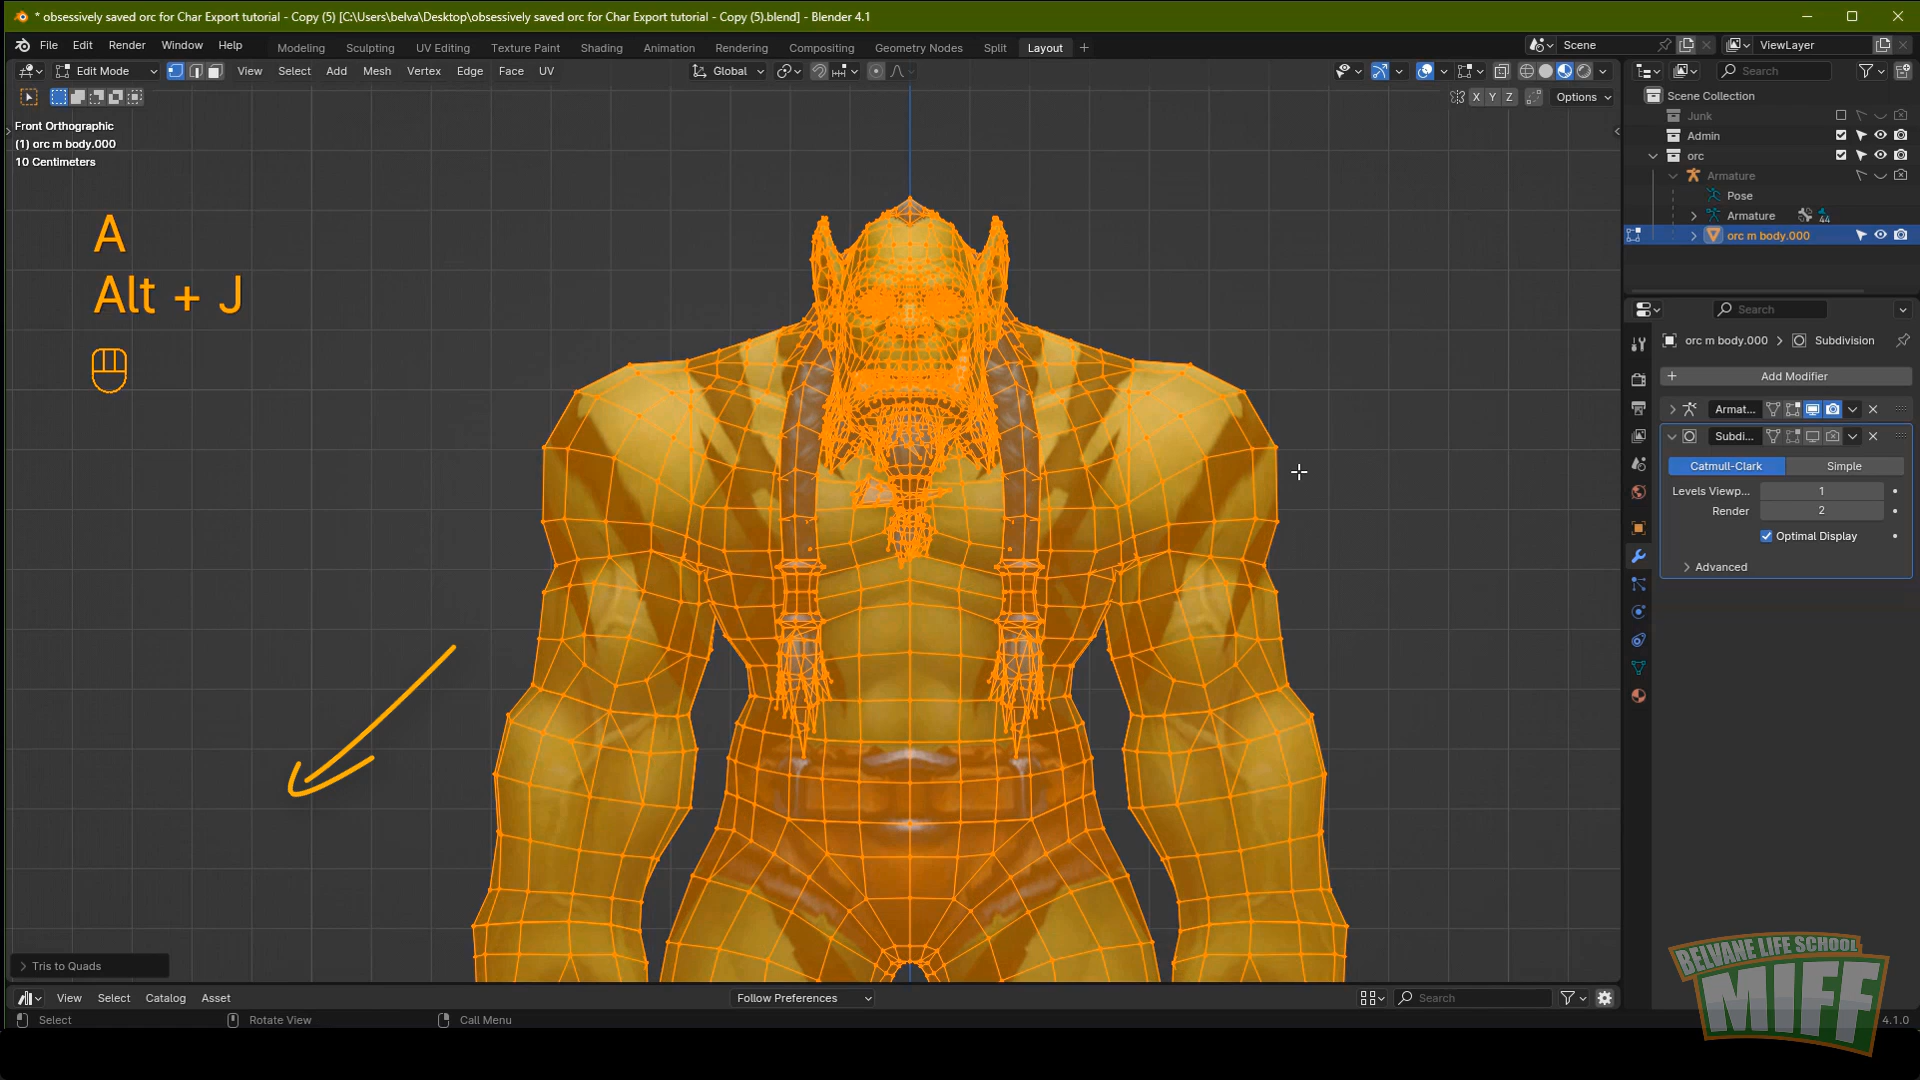 * obsessively saved orc for Char Export tutorial - Copy (5) [C:\Users\belva\Desktop\obsessively saved orc for Char Export tutorial - Copy (5).blend] - Blender 4.1
File Edit Render Window Help
Modeling Sculpting UV Editing Texture Paint Shading Animation Rendering Compositing Geometry Nodes Split Layout +
Scene
ViewLayer
Edit Mode
View Select Add Mesh Vertex Edge Face UV
Global
Search
X Y Z
Options
Front Orthographic
(1) orc m body.000
10 Centimeters
A
Alt + J
Scene Collection
Junk
Admin
orc
Armature
Pose
Armature
44
orc m body.000
Search
orc m body.000 > Subdivision
+ Add Modifier
Armat...
Subdi...
Catmull-Clark Simple
Levels Viewp... 1
Render 2
Optimal Display
Advanced
Tris to Quads
View Select Catalog Asset
Follow Preferences
Search
Select
Rotate View
Call Menu
4.1.0
BELVANE LIFE SCHOOL
MIFF